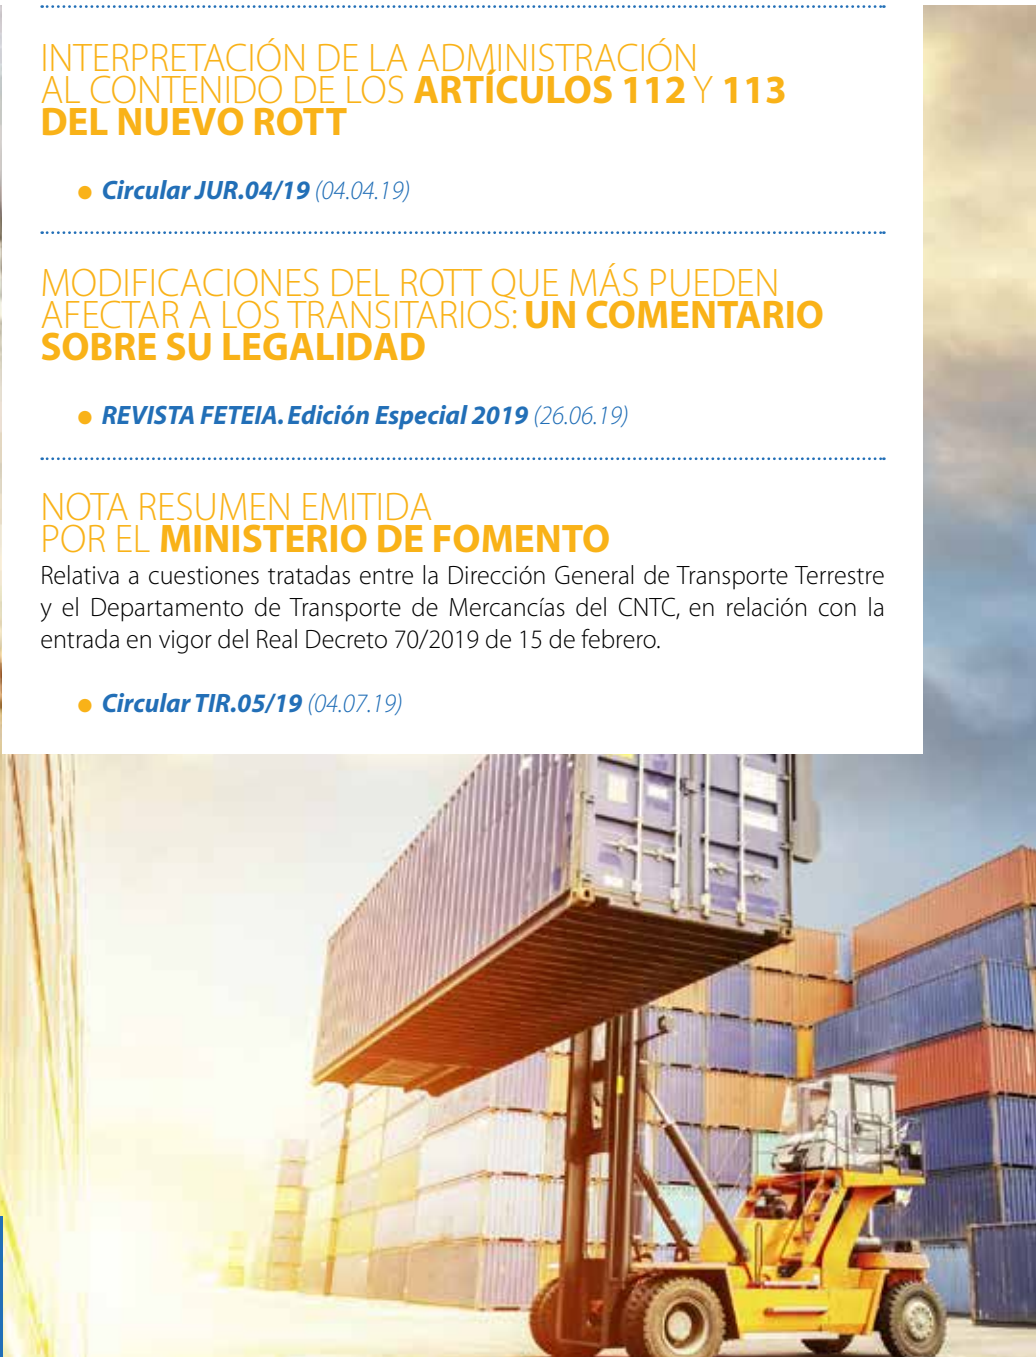 INTERPRETACIÓN DE LA ADMINISTRACIÓN
AL CONTENIDO DE LOS ARTÍCULOS 112 Y 113
DEL NUEVO ROTT
● Circular JUR.04/19 (04.04.19)
MODIFICACIONES DEL ROTT QUE MÁS PUEDEN
AFECTAR A LOS TRANSITARIOS: UN COMENTARIO
SOBRE SU LEGALIDAD
● REVISTA FETEIA. Edición Especial 2019 (26.06.19)
NOTA RESUMEN EMITIDA
POR EL MINISTERIO DE FOMENTO
Relativa a cuestiones tratadas entre la Dirección General de Transporte Terrestre
y el Departamento de Transporte de Mercancías del CNTC, en relación con la
entrada en vigor del Real Decreto 70/2019 de 15 de febrero.
● Circular TIR.05/19 (04.07.19)